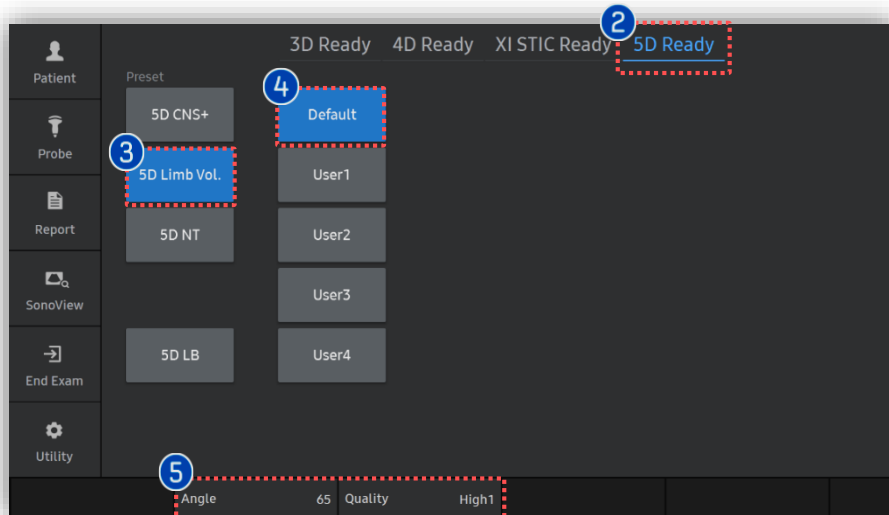 2
3D Ready 4D Ready XI STIC Ready 5D Ready
Patient
Probe
Report
SonoView
End Exam
Utility
Preset
5D CNS+
3
5D Limb Vol.
5D NT
5D LB
4
Default
User1
User2
User3
User4
5
Angle 65 Quality High1